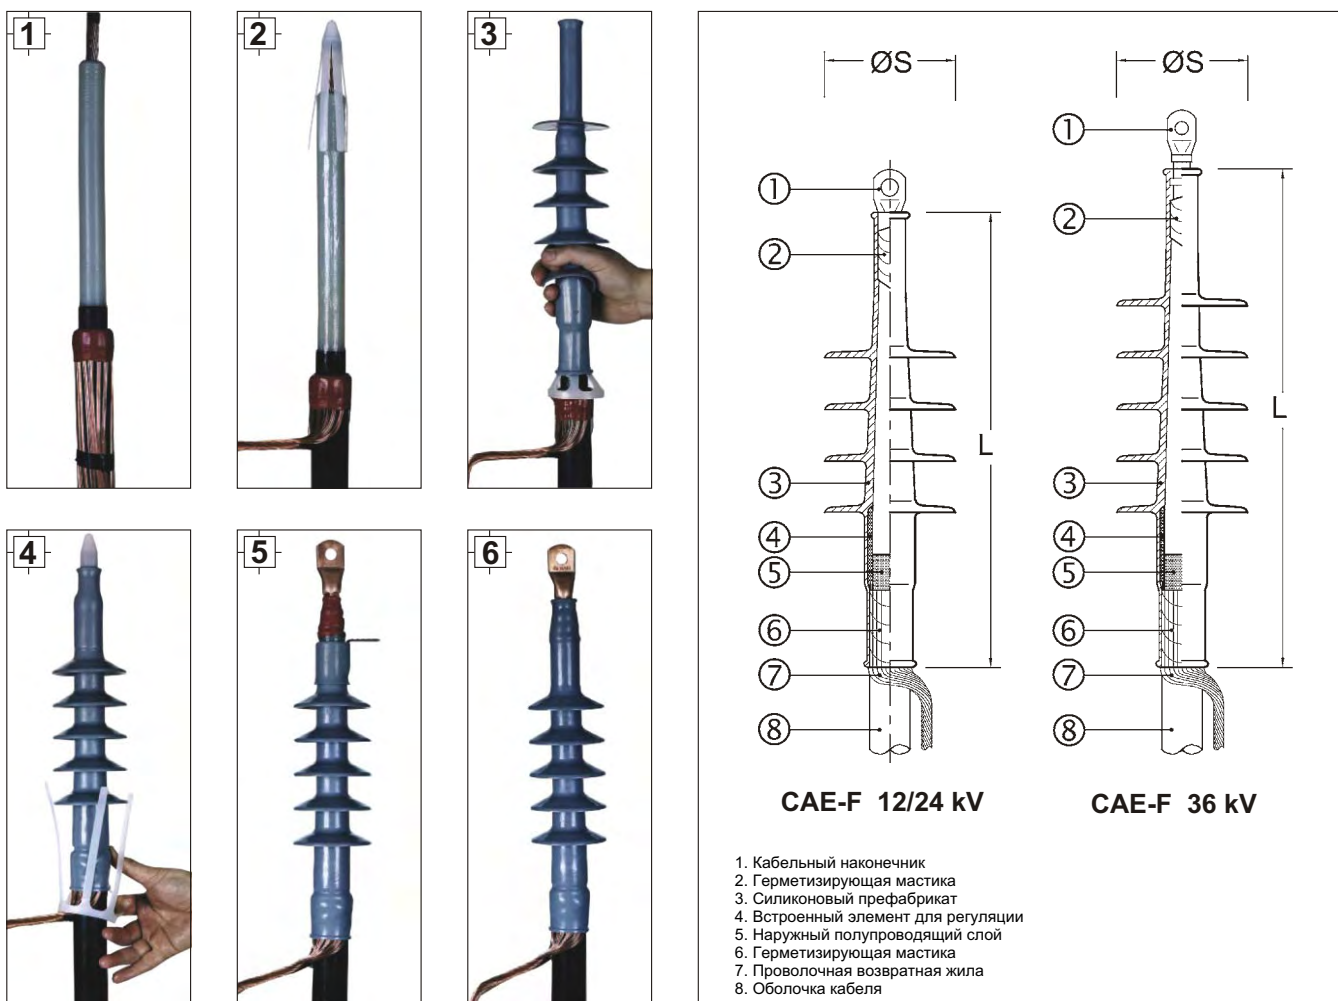 1
2
3
4
5
6
ØS
ØS
1
2
3
4
5
6
7
8
L
1
2
3
4
5
6
7
8
L
CAE-F 12/24 kV
CAE-F 36 kV
1. Кабельный наконечник
2. Герметизирующая мастика
3. Силиконовый префабрикат
4. Встроенный элемент для регуляции
5. Наружный полупроводящий слой
6. Герметизирующая мастика
7. Проволочная возвратная жила
8. Оболочка кабеля